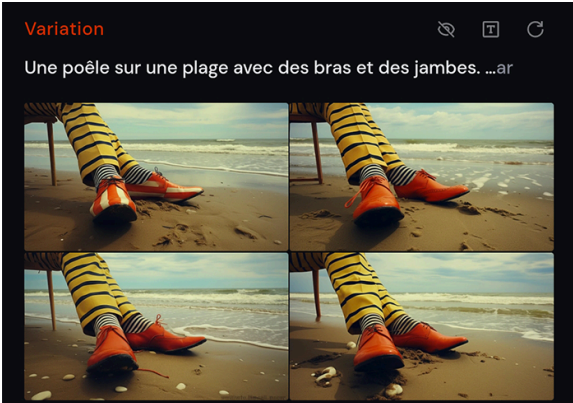 Variation
Une poêle sur une plage avec des bras et des jambes. …ar